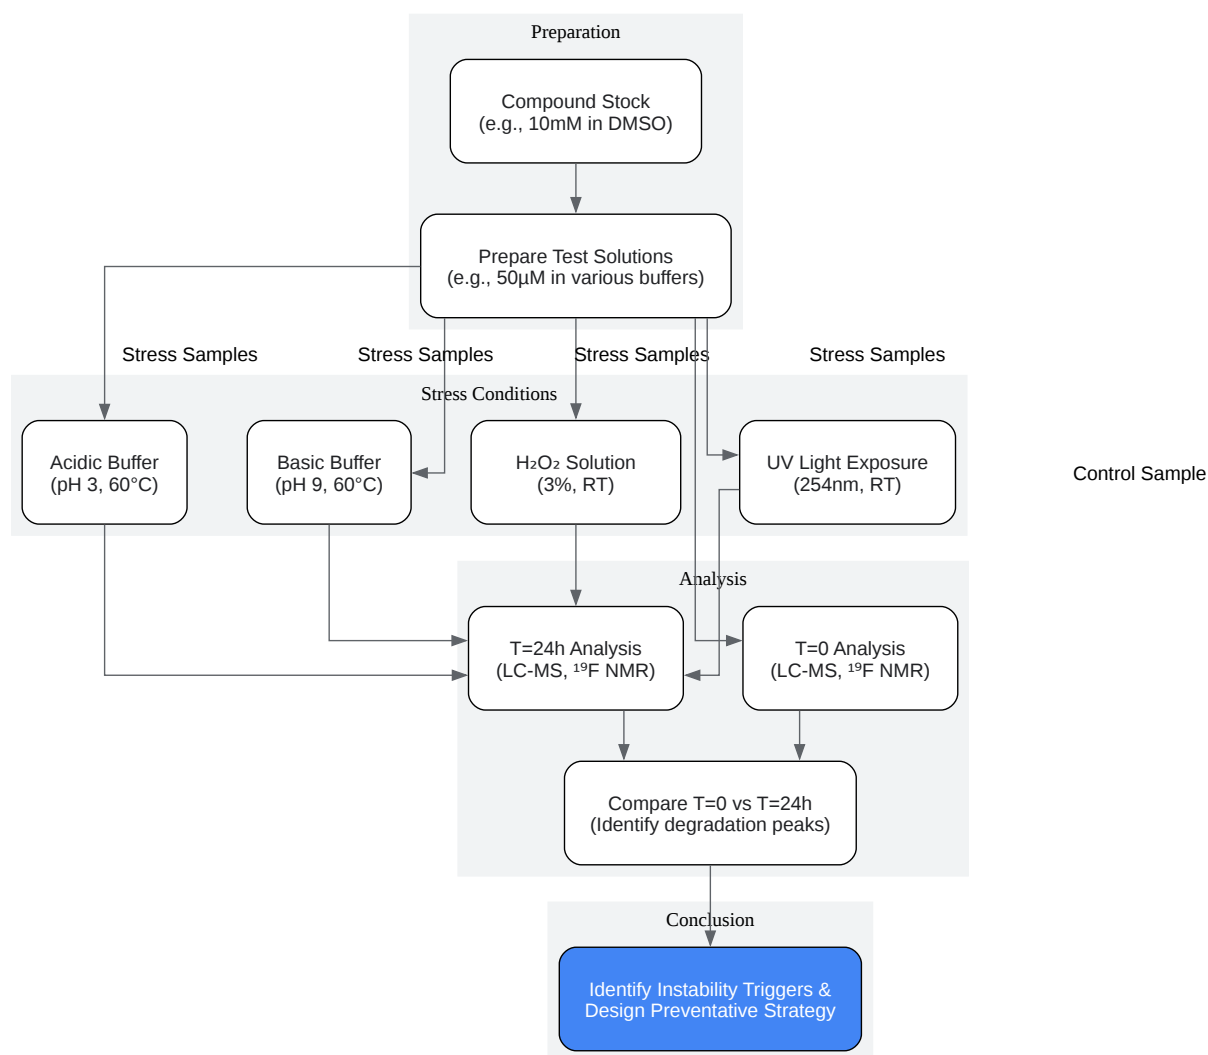 Preparation
Compound Stock
(e.g., 10mM in DMSO)
Prepare Test Solutions
(e.g., 50µM in various buffers)
Stress Samples
Stress Samples
Stress Samples
Stress Samples
Stress Conditions
Acidic Buffer
(pH 3, 60°C)
Basic Buffer
(pH 9, 60°C)
H₂O₂ Solution
(3%, RT)
UV Light Exposure
(254nm, RT)
Control Sample
Analysis
T=24h Analysis
(LC-MS, ¹⁹F NMR)
T=0 Analysis
(LC-MS, ¹⁹F NMR)
Compare T=0 vs T=24h
(Identify degradation peaks)
Conclusion
Identify Instability Triggers &
Design Preventative Strategy